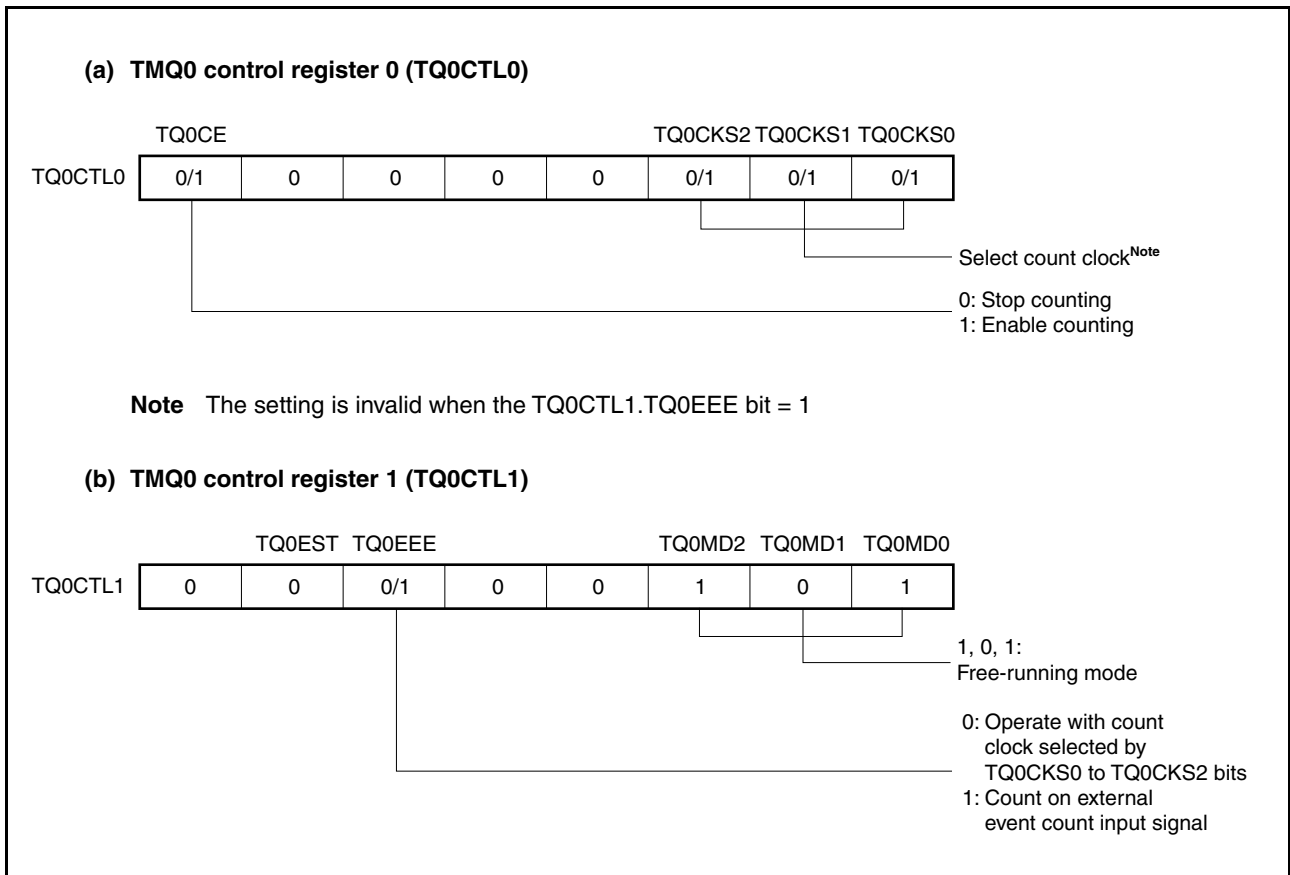 (a) TMQ0 control register 0 (TQ0CTL0)
TQ0CE TQ0CKS2 TQ0CKS1 TQ0CKS0
TQ0CTL0 0/1 0 0 0 0 0/1 0/1 0/1
Select count clockNote
0: Stop counting
1: Enable counting
Note The setting is invalid when the TQ0CTL1.TQ0EEE bit = 1
(b) TMQ0 control register 1 (TQ0CTL1)
TQ0EST TQ0EEE TQ0MD2 TQ0MD1 TQ0MD0
TQ0CTL1 0 0 0/1 0 0 1 0 1
1, 0, 1:
Free-running mode
0: Operate with count
clock selected by
TQ0CKS0 to TQ0CKS2 bits
1: Count on external
event count input signal